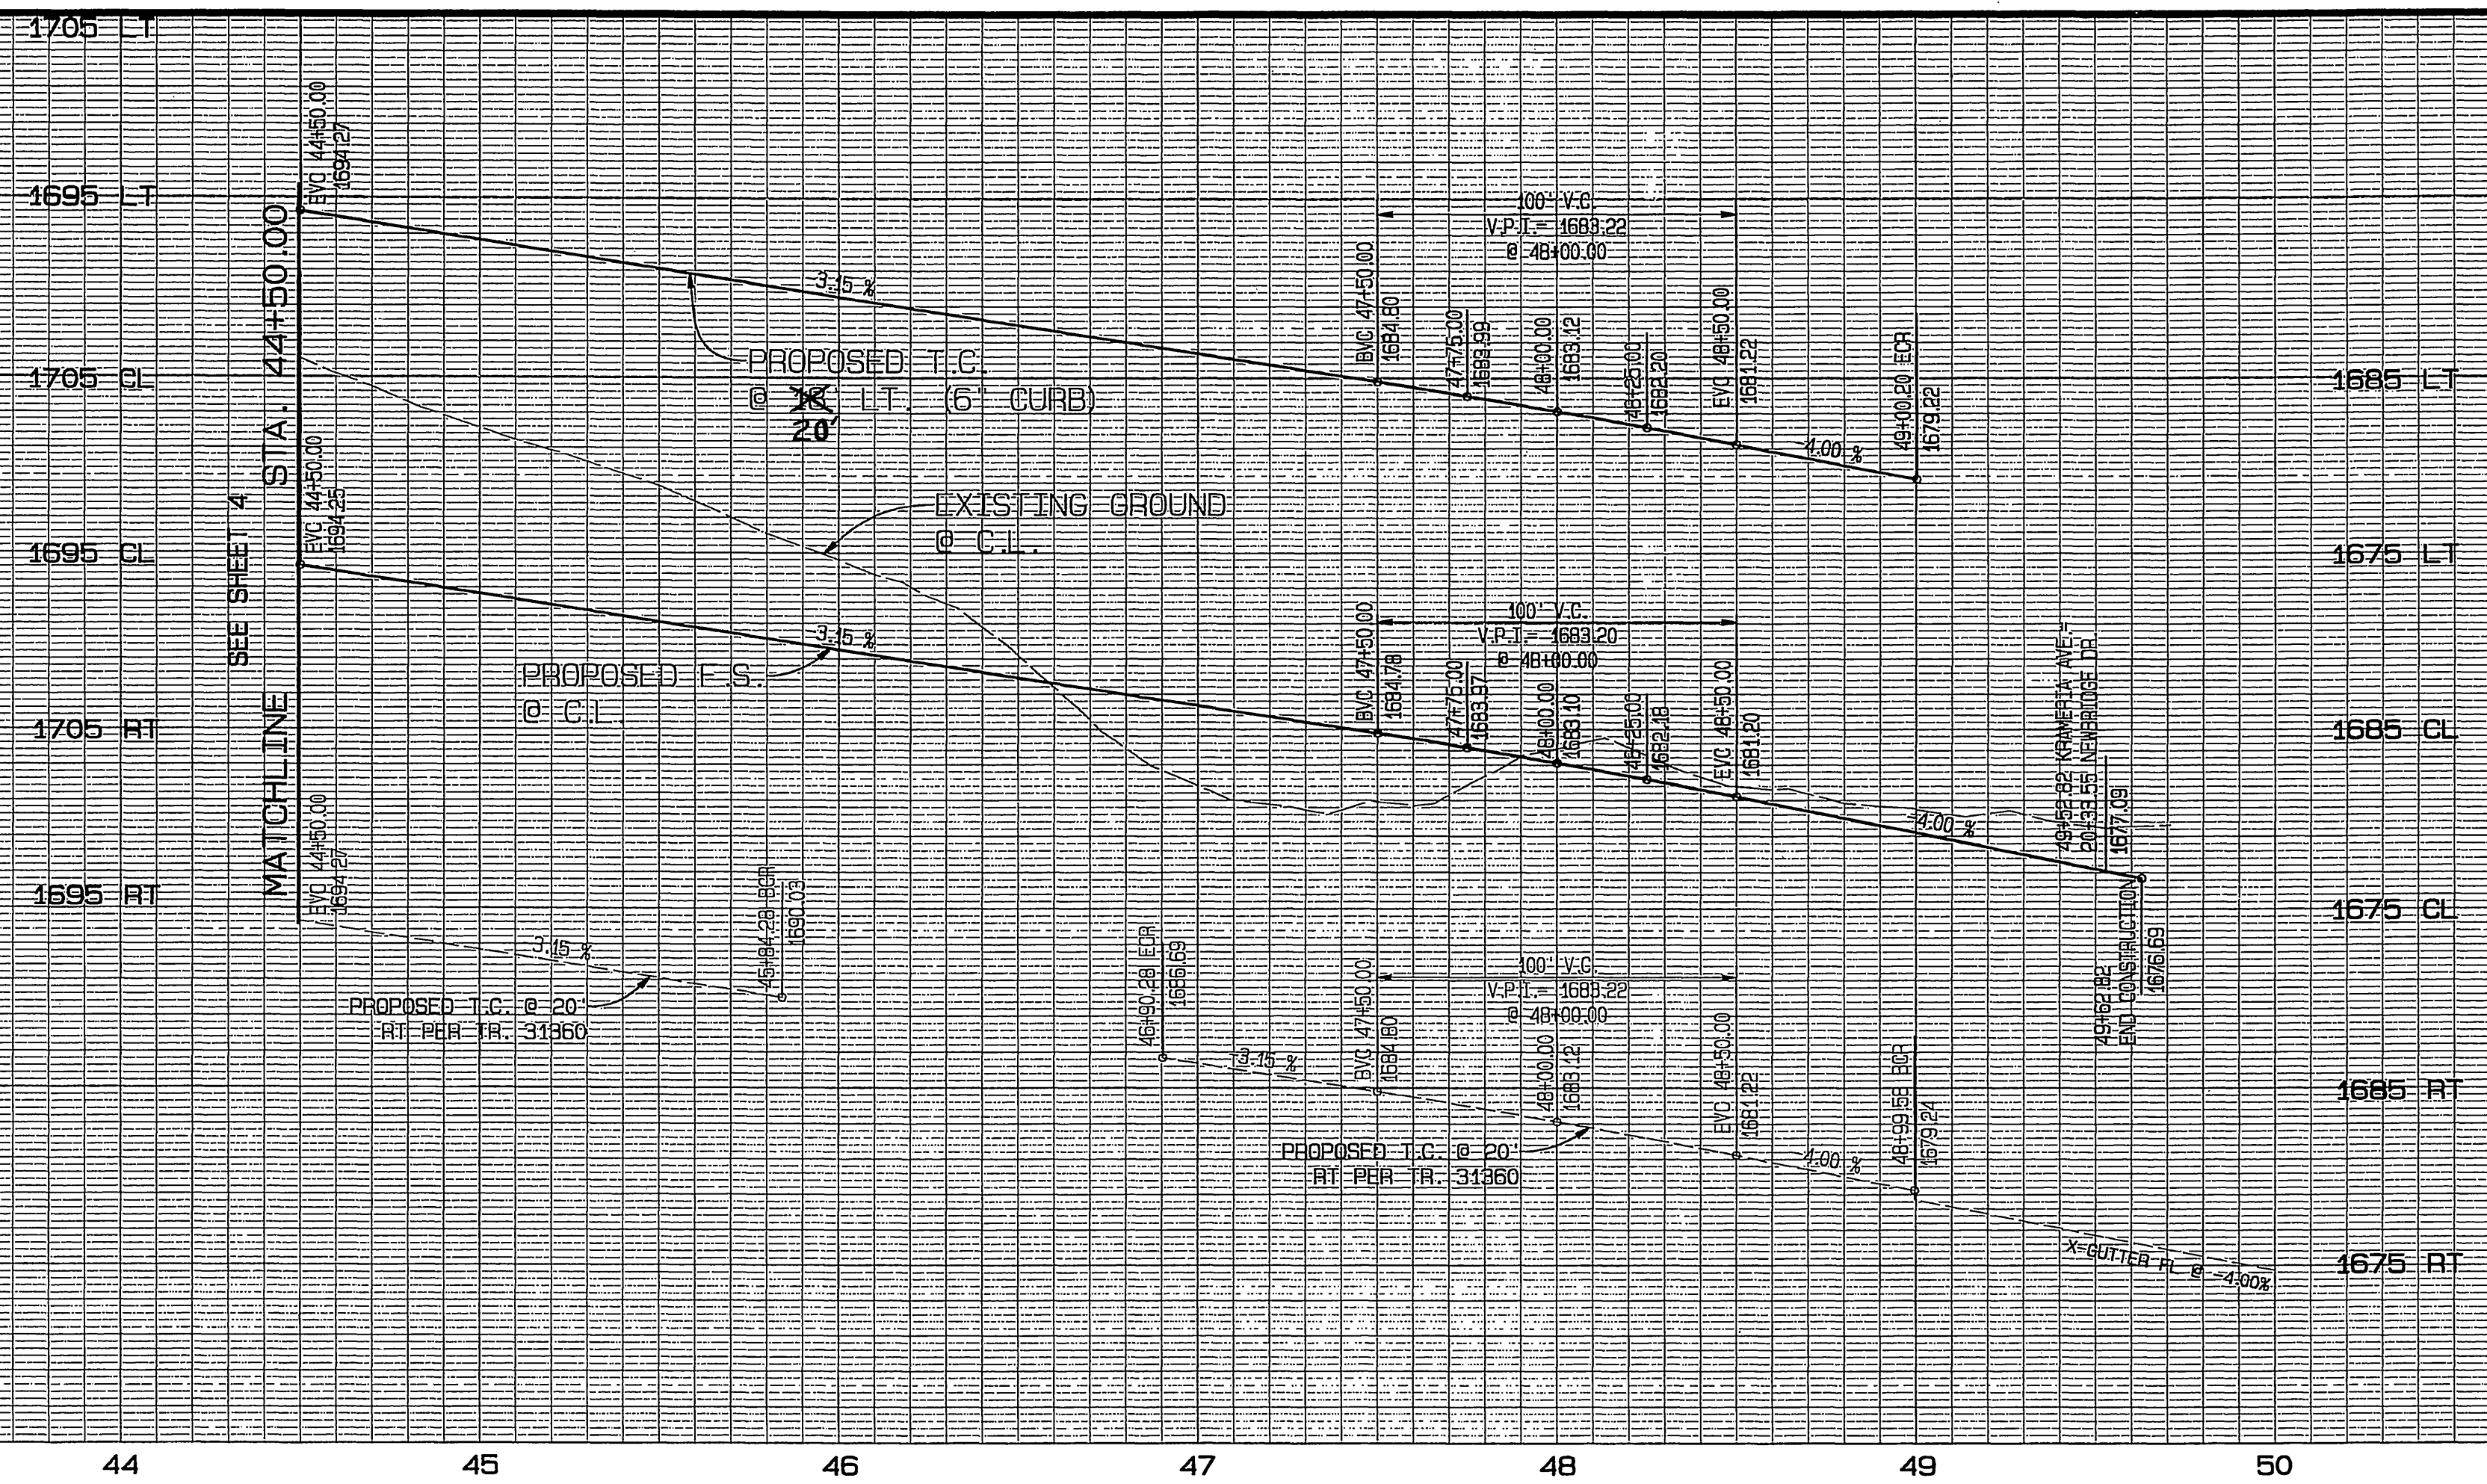 1705 LT
1695 LT
1705 CL
1695 CL
1705 RT
1695 RT
MATCHLINE STA. 44+50.00
SEE SHEET 4
EVC 44+50.00
1694.27
-3.15 %
PROPOSED T.C.
@ 18' LT. (6" CURB)
20'
100' V.C.
V.P.I.= 1683.22
@ 48+00.00
BVC 47+50.00
1684.80
47+75.00
1683.99
48+00.00
1683.12
48+25.00
1682.20
EVC 48+50.00
1681.22
-4.00 %
49+00.20 ECR
1679.22
EXISTING GROUND
@ C.L.
EVC 44+50.00
1694.25
-3.15 %
PROPOSED F.S.
@ C.L.
100' V.C.
V.P.I.= 1683.20
@ 48+00.00
BVC 47+50.00
1684.78
47+75.00
1683.97
48+00.00
1683.10
48+25.00
1682.18
EVC 48+50.00
1681.20
-4.00 %
49+52.82 KRAMERIA AVE.=
20+33.55 NEWBRIDGE DR.
1677.09
49+62.82
END CONSTRUCTION
1676.69
EVC 44+50.00
1694.27
3.15 %
45+84.28 BCR
1690.03
PROPOSED T.C. @ 20'
RT PER TR. 31360
46+90.28 ECR
1686.69
-3.15 %
100' V.C.
V.P.I.= 1683.22
@ 48+00.00
BVC 47+50.00
1684.80
48+00.00
1683.12
EVC 48+50.00
1681.22
PROPOSED T.C. @ 20'
RT PER TR. 31360
-4.00 %
48+99.58 BCR
1679.24
X-GUTTER FL @ -4.00%
1685 LT
1675 LT
1685 CL
1675 CL
1685 RT
1675 RT
44 45 46 47 48 49 50